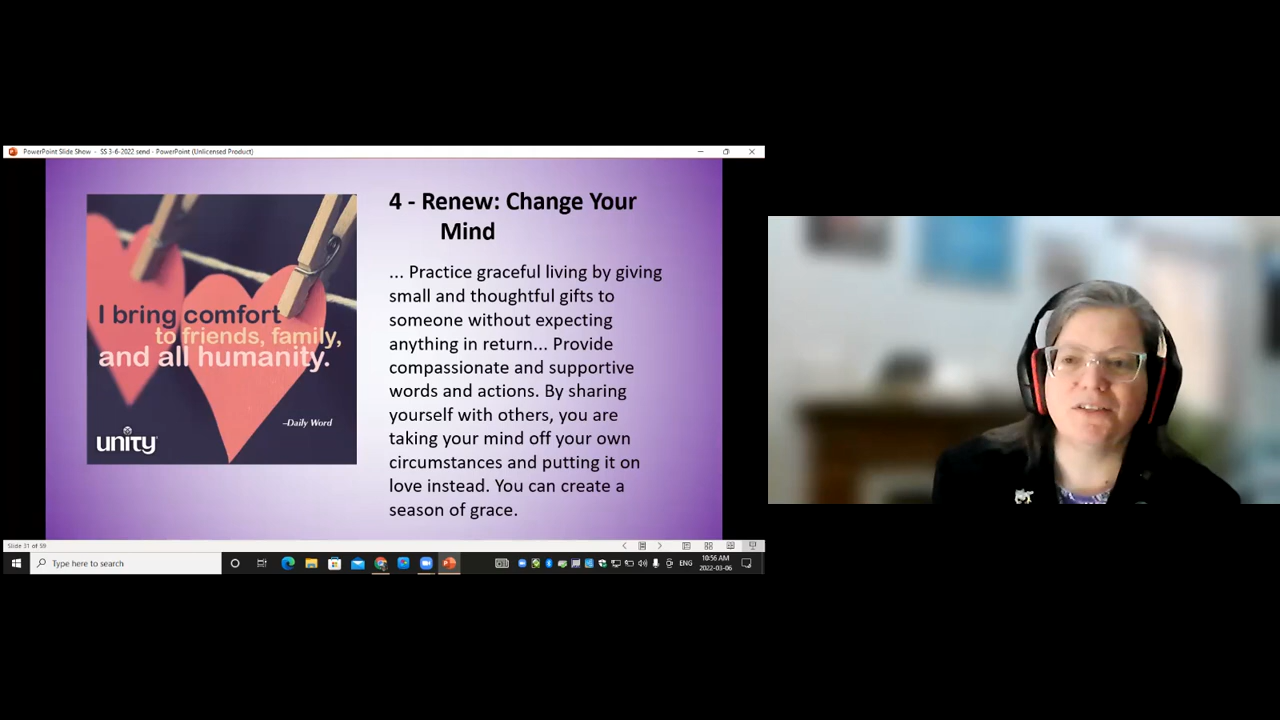 PowerPoint Slide Show - SS 3-6-2022 send - PowerPoint (Unlicensed Product)
4 - Renew: Change Your
Mind
... Practice graceful living by giving
small and thoughtful gifts to
someone without expecting
anything in return... Provide
compassionate and supportive
words and actions. By sharing
yourself with others, you are
taking your mind off your own
circumstances and putting it on
love instead. You can create a
season of grace.
I bring comfort
to friends, family,
and all humanity.
–Daily Word
unity
Slide 31 of 59
Type here to search
ENG
10:56 AM
2022-03-06